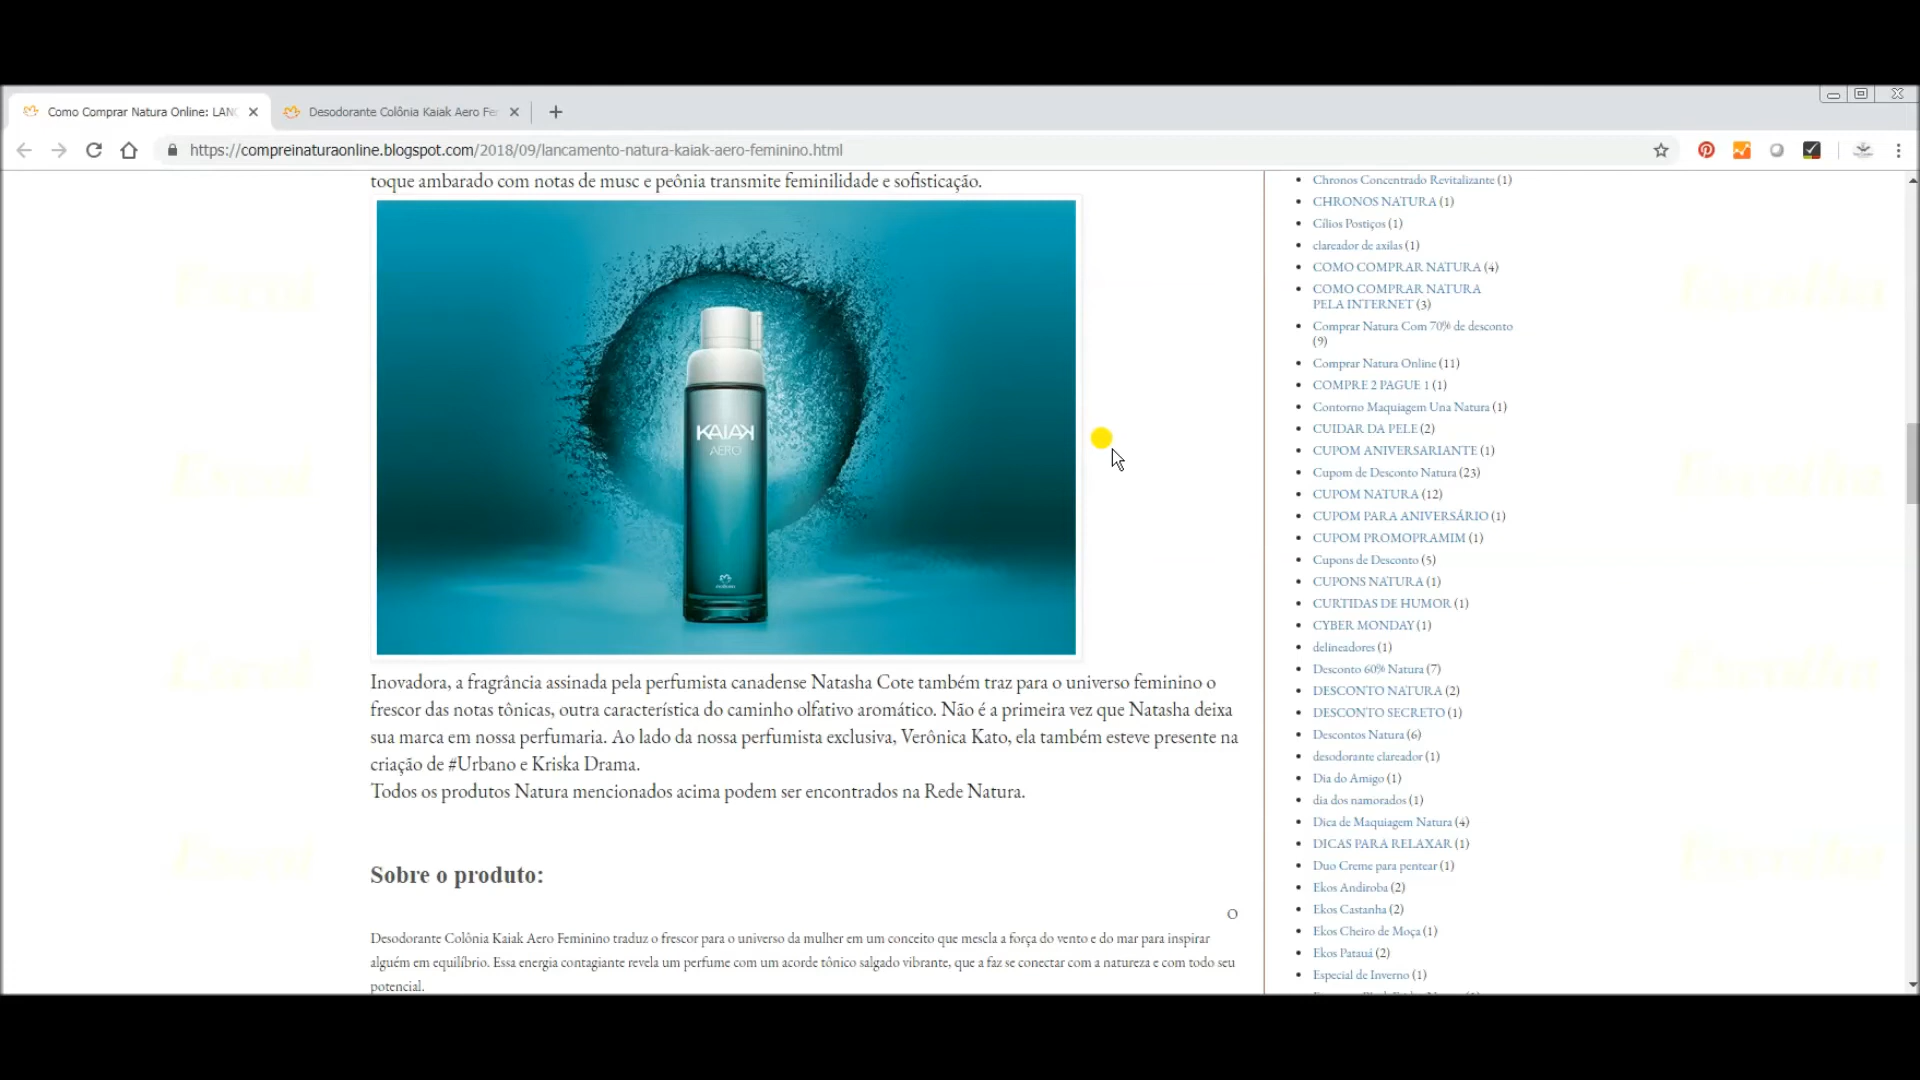 Como Comprar Natura Online: LAN
Desodorante Colônia Kaiak Aero Fe
https://compreinaturaonline.blogspot.com/2018/09/lancamento-natura-kaiak-aero-feminino.html
toque ambarado com notas de musc e peônia transmite feminilidade e sofisticação.
KAIAK
AERO
natura
Inovadora, a fragrância assinada pela perfumista canadense Natasha Cote também traz para o universo feminino o
frescor das notas tônicas, outra característica do caminho olfativo aromático. Não é a primeira vez que Natasha deixa
sua marca em nossa perfumaria. Ao lado da nossa perfumista exclusiva, Verônica Kato, ela também esteve presente na
criação de #Urbano e Kriska Drama.
Todos os produtos Natura mencionados acima podem ser encontrados na Rede Natura.
Sobre o produto:
O
Desodorante Colônia Kaiak Aero Feminino traduz o frescor para o universo da mulher em um conceito que mescla a força do vento e do mar para inspirar
alguém em equilíbrio. Essa energia contagiante revela um perfume com um acorde tônico salgado vibrante, que a faz se conectar com a natureza e com todo seu
potencial.
Chronos Concentrado Revitalizante (1)
CHRONOS NATURA (1)
Cílios Postiços (1)
clareador de axilas (1)
COMO COMPRAR NATURA (4)
COMO COMPRAR NATURA
PELA INTERNET (3)
Comprar Natura Com 70% de desconto
(9)
Comprar Natura Online (11)
COMPRE 2 PAGUE 1 (1)
Contorno Maquiagem Una Natura (1)
CUIDAR DA PELE (2)
CUPOM ANIVERSARIANTE (1)
Cupom de Desconto Natura (23)
CUPOM NATURA (12)
CUPOM PARA ANIVERSÁRIO (1)
CUPOM PROMOPRAMIM (1)
Cupons de Desconto (5)
CUPONS NATURA (1)
CURTIDAS DE HUMOR (1)
CYBER MONDAY (1)
delineadores (1)
Desconto 60% Natura (7)
DESCONTO NATURA (2)
DESCONTO SECRETO (1)
Descontos Natura (6)
desodorante clareador (1)
Dia do Amigo (1)
dia dos namorados (1)
Dica de Maquiagem Natura (4)
DICAS PARA RELAXAR (1)
Duo Creme para pentear (1)
Ekos Andiroba (2)
Ekos Castanha (2)
Ekos Cheiro de Moça (1)
Ekos Patauá (2)
Especial de Inverno (1)